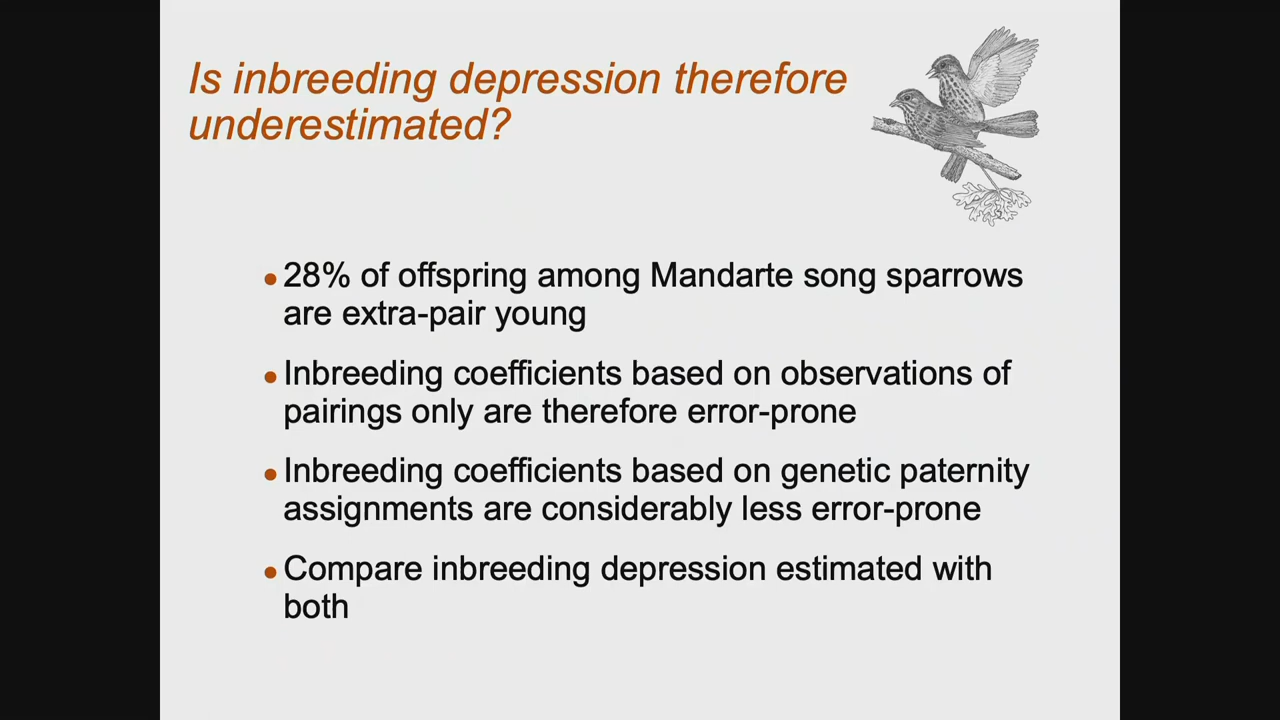 Is inbreeding depression therefore
underestimated?
• 28% of offspring among Mandarte song sparrows
are extra-pair young
• Inbreeding coefficients based on observations of
pairings only are therefore error-prone
• Inbreeding coefficients based on genetic paternity
assignments are considerably less error-prone
• Compare inbreeding depression estimated with
both